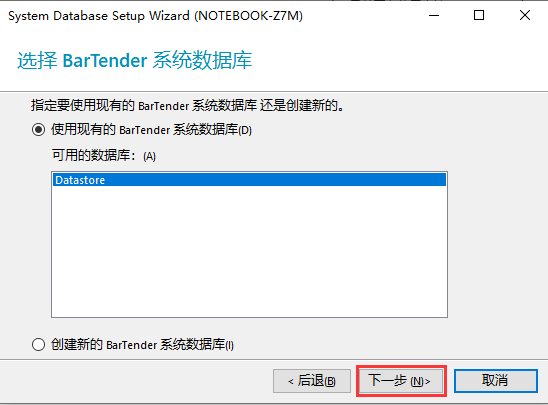 System Database Setup Wizard (NOTEBOOK-Z7M)
选择 BarTender 系统数据库
指定要使用现有的 BarTender 系统数据库 还是创建新的。
使用现有的 BarTender 系统数据库(D)
可用的数据库：(A)
Datastore
创建新的 BarTender 系统数据库(I)
< 后退(B) 下一步 (N)> 取消